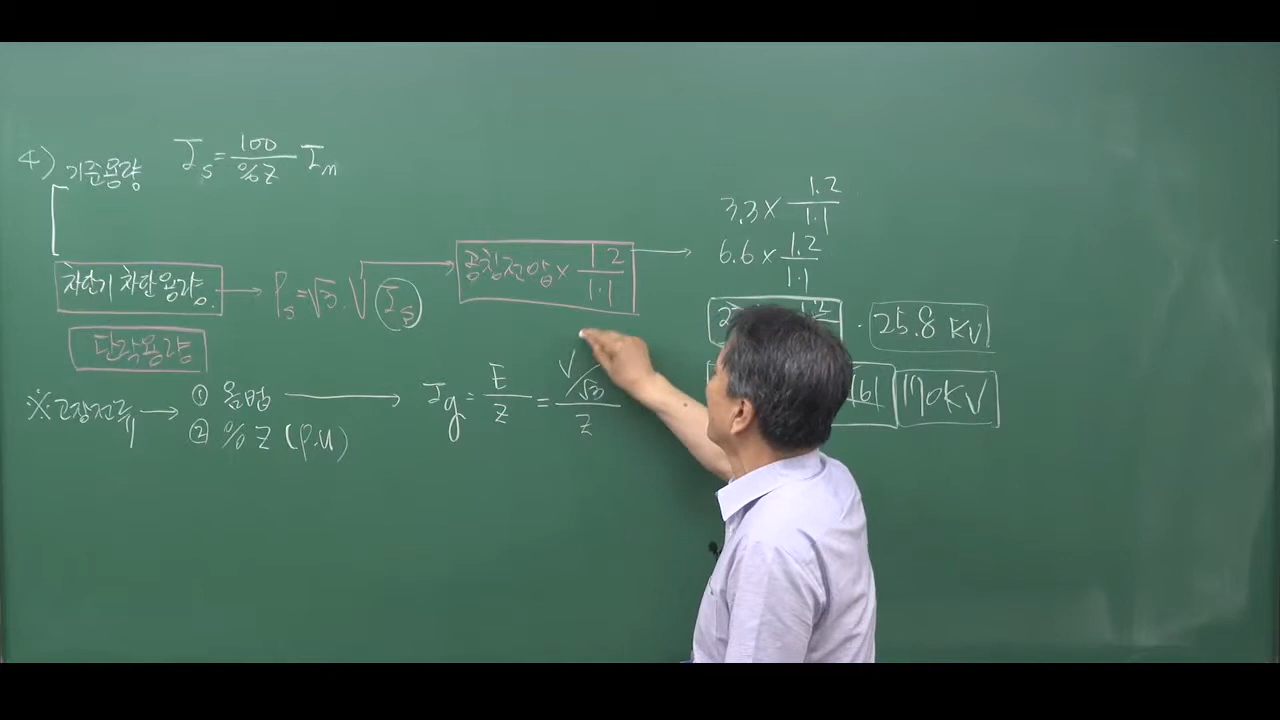 4) 기준용량 I_s = 100/%Z I_n
차단기 차단용량 → P_s = √3 · V I_s
공칭전압 × 1.2/1.1 →
3.3 × 1.2/1.1
6.6 × 1.2/1.1
· 25.8 KV
161 170KV
단락용량
※ 고장전류 → ① 옴법 → I_g = E/Z = V/√3/Z
② %Z (P.U)